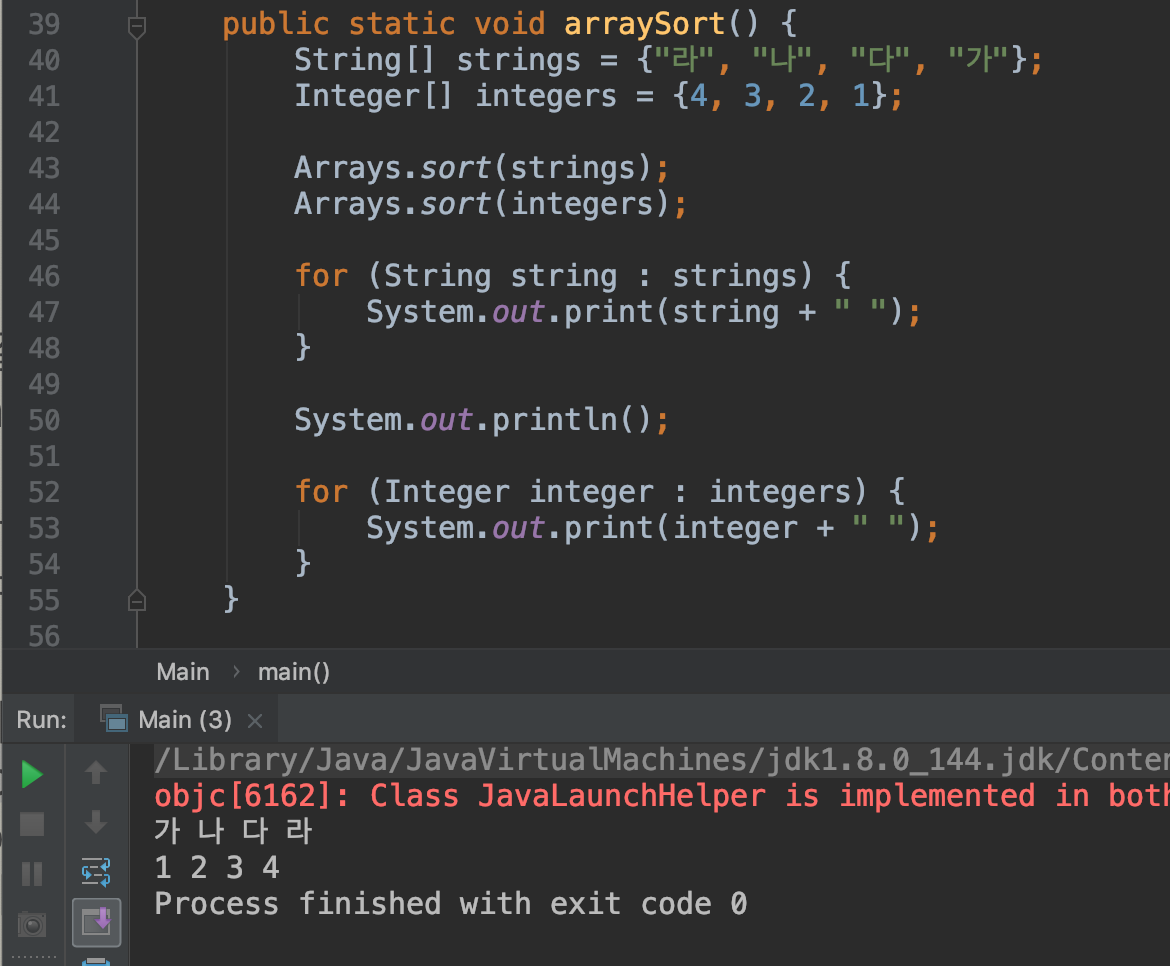 39 public static void arraySort() {
40 String[] strings = {"라", "나", "다", "가"};
41 Integer[] integers = {4, 3, 2, 1};
42
43 Arrays.sort(strings);
44 Arrays.sort(integers);
45
46 for (String string : strings) {
47 System.out.print(string + " ");
48 }
49
50 System.out.println();
51
52 for (Integer integer : integers) {
53 System.out.print(integer + " ");
54 }
55 }
56
Main › main()
Run: Main (3) ×
/Library/Java/JavaVirtualMachines/jdk1.8.0_144.jdk/Conten
objc[6162]: Class JavaLaunchHelper is implemented in both
가 나 다 라
1 2 3 4
Process finished with exit code 0